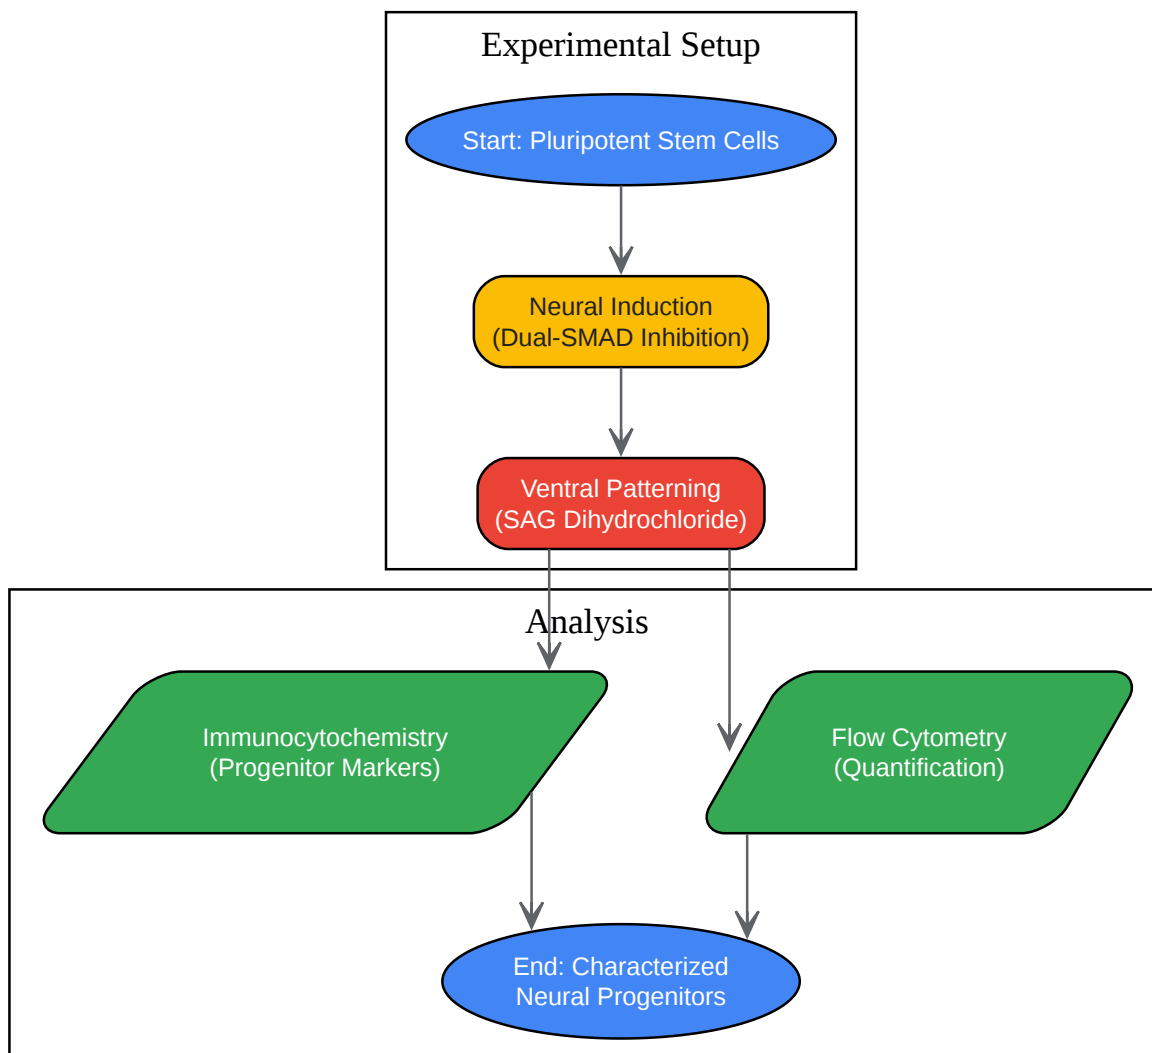 Experimental Setup
Start: Pluripotent Stem Cells
Neural Induction
(Dual-SMAD Inhibition)
Ventral Patterning
(SAG Dihydrochloride)
Analysis
Immunocytochemistry
(Progenitor Markers)
Flow Cytometry
(Quantification)
End: Characterized
Neural Progenitors